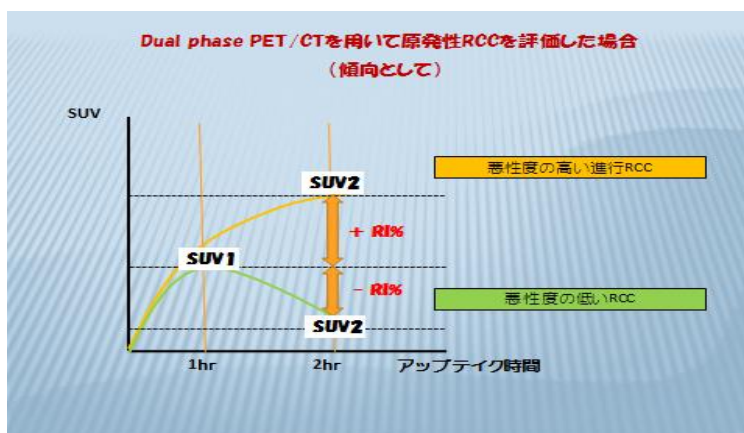 Dual phase PET/CTを用いて原発性RCCを評価した場合
（傾向として）
SUV
悪性度の高い進行RCC
SUV2
＋ RI%
SUV1
－ RI%
悪性度の低いRCC
SUV2
1hr 2hr アップテイク時間